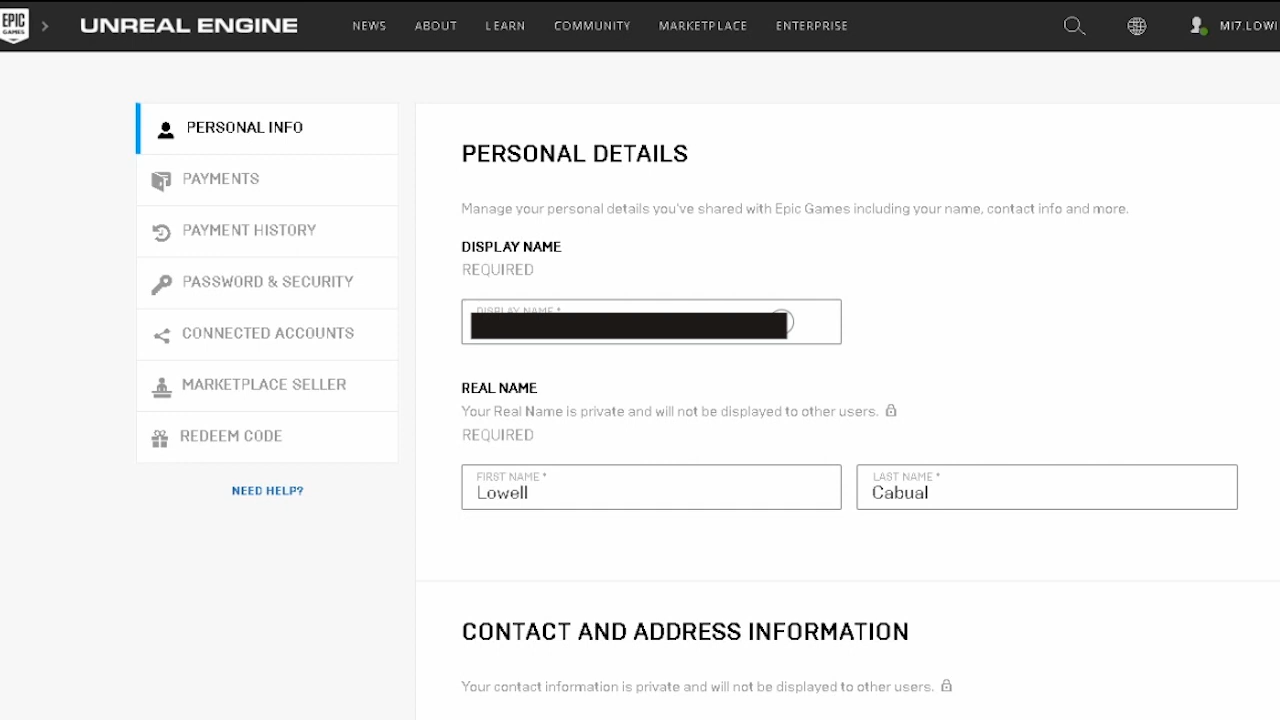 EPIC
GAMES
UNREAL ENGINE
NEWS
ABOUT
LEARN
COMMUNITY
MARKETPLACE
ENTERPRISE
MI7.LOWI
PERSONAL INFO
PAYMENTS
PAYMENT HISTORY
PASSWORD & SECURITY
CONNECTED ACCOUNTS
MARKETPLACE SELLER
REDEEM CODE
NEED HELP?
PERSONAL DETAILS
Manage your personal details you've shared with Epic Games including your name, contact info and more.
DISPLAY NAME
REQUIRED
DISPLAY NAME *
REAL NAME
Your Real Name is private and will not be displayed to other users.
REQUIRED
FIRST NAME *
Lowell
LAST NAME *
Cabual
CONTACT AND ADDRESS INFORMATION
Your contact information is private and will not be displayed to other users.